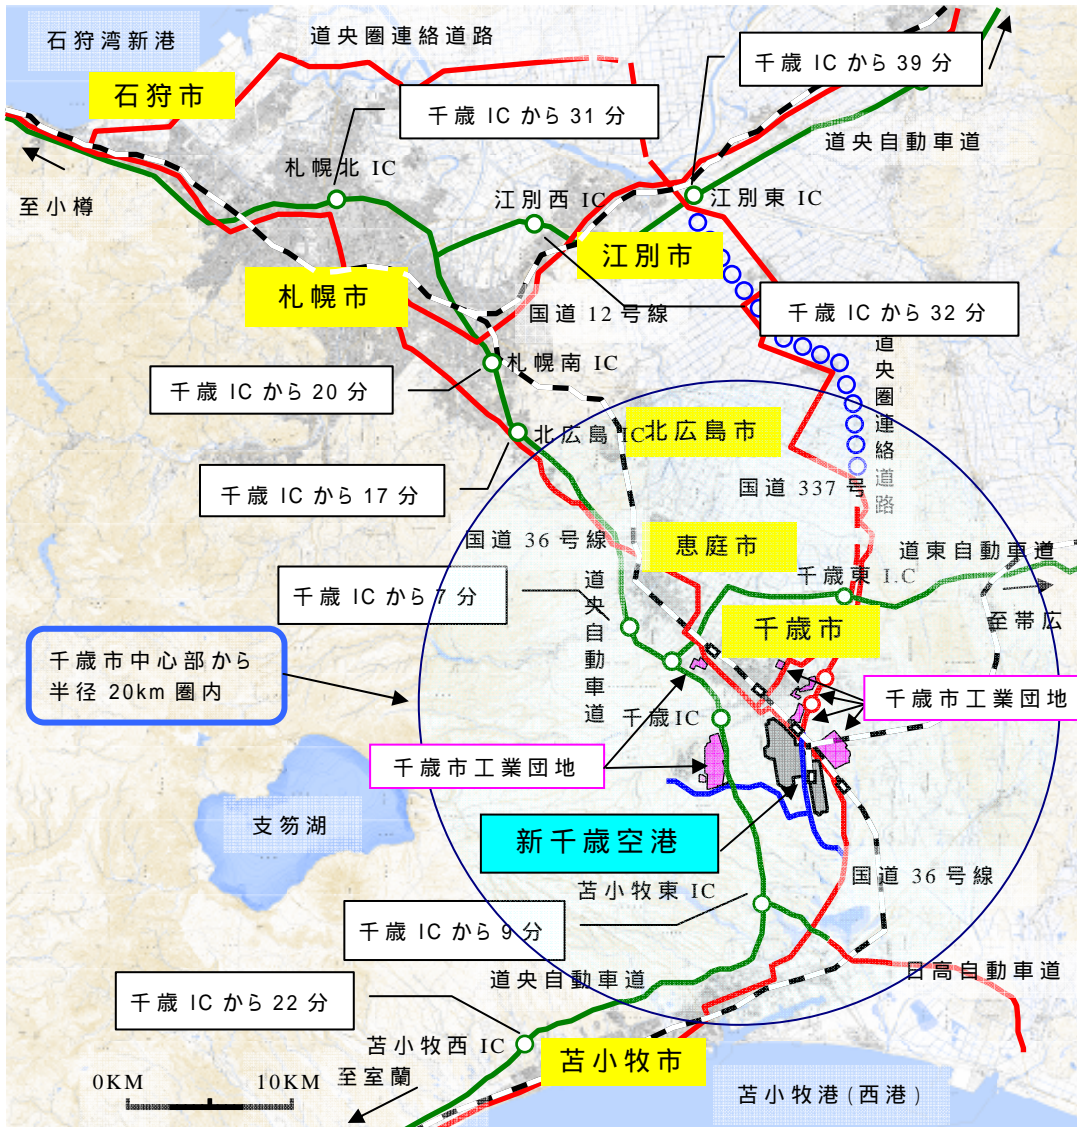 石狩湾新港
道央圏連絡道路
千歳 IC から 39 分
石狩市
千歳 IC から 31 分
道央自動車道
札幌北 IC
至小樽
江別西 IC
江別東 IC
江別市
札幌市
国道 12 号線
千歳 IC から 32 分
道央圏連絡道路
札幌南 IC
千歳 IC から 20 分
北広島 IC
北広島市
千歳 IC から 17 分
国道 337 号
国道 36 号線
恵庭市
道東自動車道
千歳東 I.C
千歳 IC から 7 分
道央自動車道
至帯広
千歳市
千歳市中心部から
半径 20km 圏内
千歳市工業団地
千歳IC
千歳市工業団地
支笏湖
新千歳空港
国道 36 号線
苫小牧東 IC
千歳 IC から 9 分
日高自動車道
道央自動車道
千歳 IC から 22 分
苫小牧西 IC
苫小牧市
至室蘭
0KM 10KM
苫小牧港(西港)